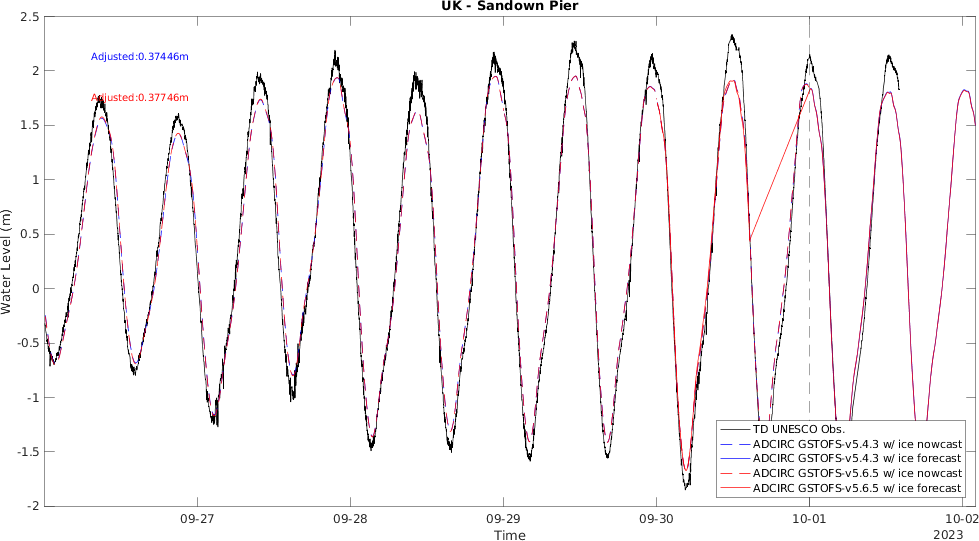 UK - Sandown Pier
Adjusted:0.37446m
Adjusted:0.37746m
Water Level (m)
2.5
2
1.5
1
0.5
0
-0.5
-1
-1.5
-2
09-27
09-28
09-29
09-30
10-01
10-02
2023
Time
TD UNESCO Obs.
ADCIRC GSTOFS-v5.4.3 w/ ice nowcast
ADCIRC GSTOFS-v5.4.3 w/ ice forecast
ADCIRC GSTOFS-v5.6.5 w/ ice nowcast
ADCIRC GSTOFS-v5.6.5 w/ ice forecast